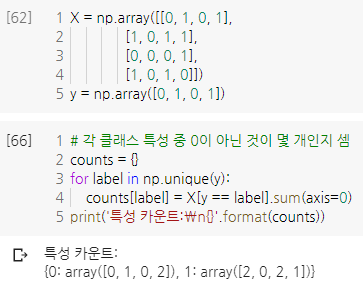 [62]
1 X = np.array([[0, 1, 0, 1],
2 [1, 0, 1, 1],
3 [0, 0, 0, 1],
4 [1, 0, 1, 0]])
5 y = np.array([0, 1, 0, 1])
[66]
1 # 각 클래스 특성 중 0이 아닌 것이 몇 개인지 셈
2 counts = {}
3 for label in np.unique(y):
4 counts[label] = X[y == label].sum(axis=0)
5 print('특성 카운트:₩n{}'.format(counts))
특성 카운트:
{0: array([0, 1, 0, 2]), 1: array([2, 0, 2, 1])}